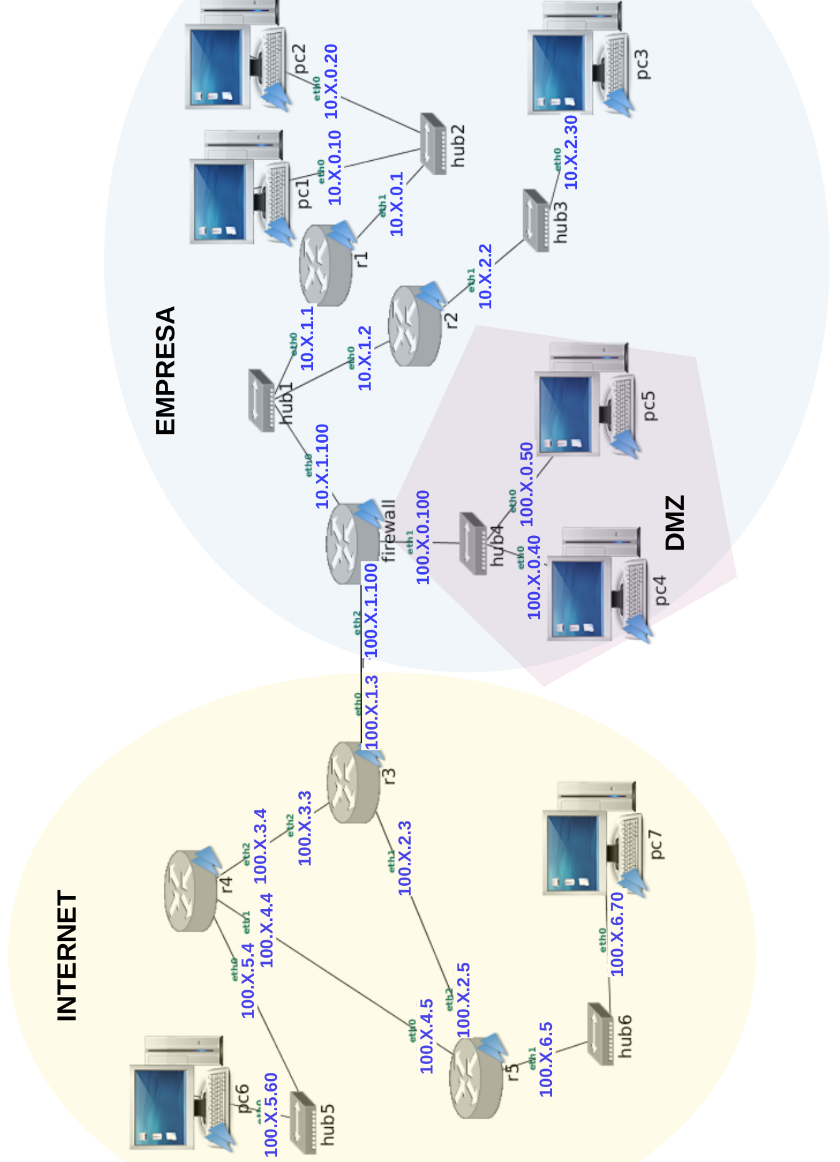 INTERNET
EMPRESA
DMZ
pc2
eth0
10.X.0.20
pc1
eth0
10.X.0.10
hub2
eth1
10.X.0.1
r1
eth0
10.X.1.1
hub1
eth0
10.X.1.2
r2
eth1
10.X.2.2
hub3
eth0
10.X.2.30
pc3
eth0
10.X.1.100
firewall
eth1
100.X.0.100
hub4
eth0
100.X.0.50
pc5
eth0
100.X.0.40
pc4
eth2
100.X.1.100
eth0
100.X.1.3
r3
eth2
100.X.3.3
eth2
100.X.3.4
r4
eth1
100.X.4.4
eth0
100.X.5.4
eth1
100.X.2.3
eth0
100.X.4.5
eth2
100.X.2.5
r5
eth1
100.X.6.5
hub6
eth0
100.X.6.70
pc7
pc6
eth0
100.X.5.60
hub5